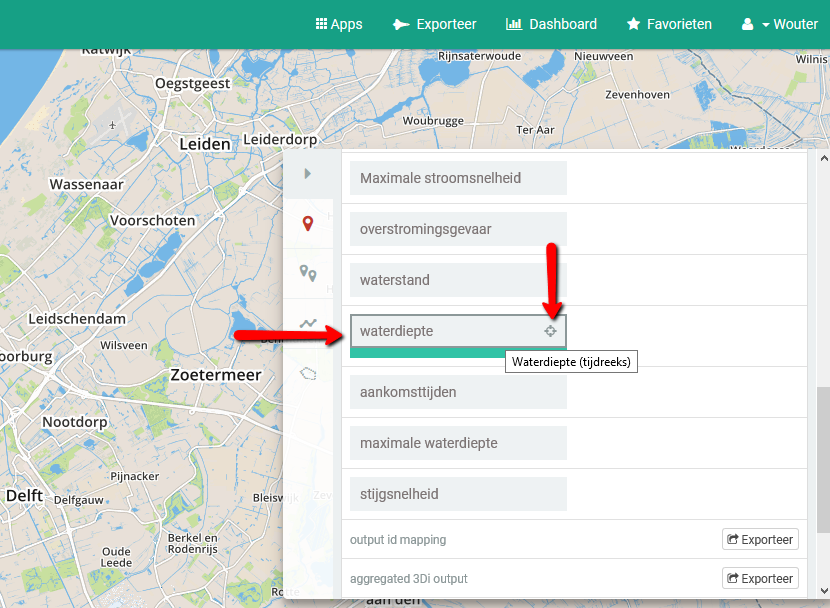 Apps
Exporteer
Dashboard
Favorieten
Wouter
Katwijk
Rijnsaterwoude
Nieuwveen
Wilnis
Oegstgeest
Zevenhoven
Woubrugge
Ter Aar
Leiden
Leiderdorp
Wassenaar
Voorschoten
Leidschendam
Wilsveen
oorburg
Zoetermeer
Nootdorp
Pijnacker
Delft
Delfgauw
Bleiswijk
Berkel en
Rodenrijs
Oude
Leede
aan den
Maximale stroomsnelheid
overstromingsgevaar
waterstand
waterdiepte
Waterdiepte (tijdreeks)
aankomsttijden
maximale waterdiepte
stijgsnelheid
output id mapping
Exporteer
aggregated 3Di output
Exporteer